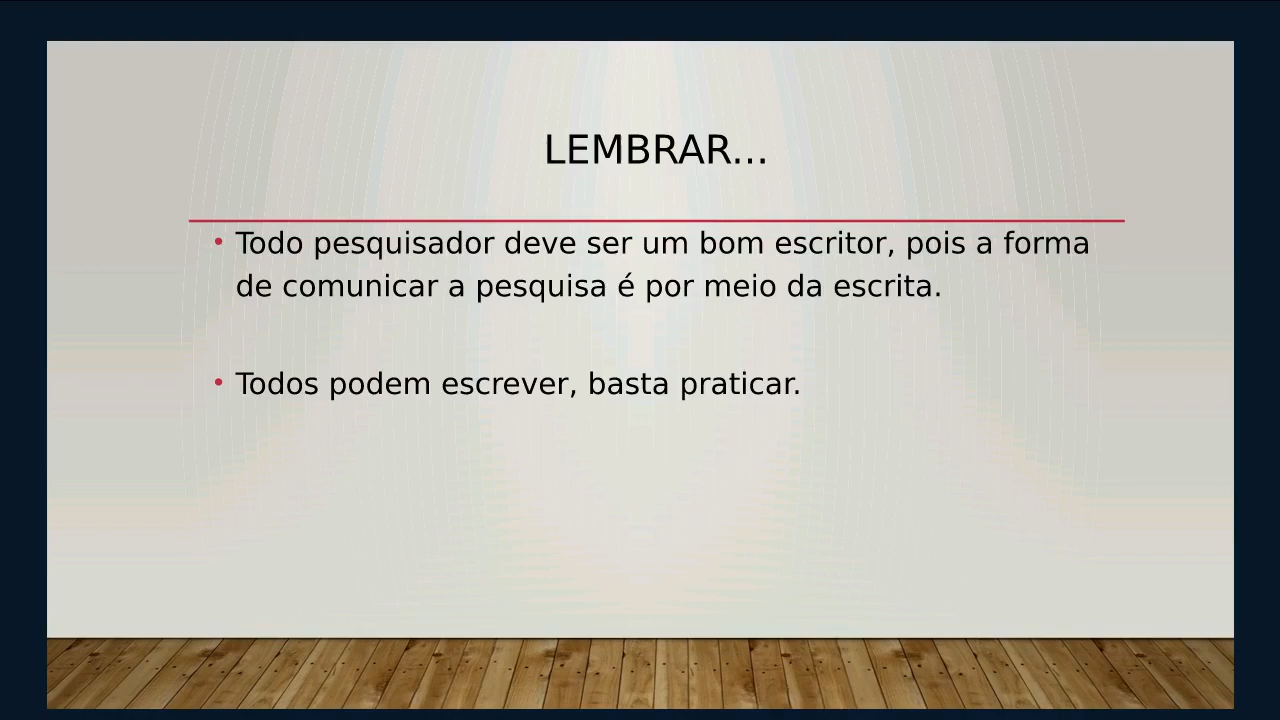 LEMBRAR...
• Todo pesquisador deve ser um bom escritor, pois a forma
de comunicar a pesquisa é por meio da escrita.
• Todos podem escrever, basta praticar.